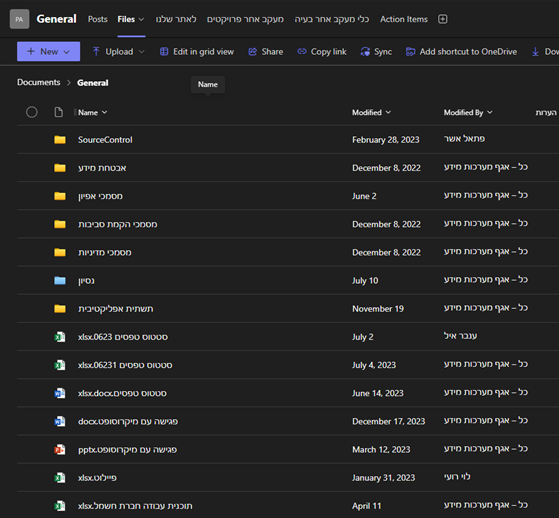 PA General Posts Files לאתר שלנו מעקב אחר פרויקטים כלי מעקב אחר בעיה Action Items
New Upload Edit in grid view Share Copy link Sync Add shortcut to OneDrive
Documents > General
Name
Name Modified Modified By הערות
SourceControl February 28, 2023 פתאל אשר
אבטחת מידע December 8, 2022 כל – אגף מערכות מידע
מסמכי אפיון June 2 כל – אגף מערכות מידע
מסמכי הקמת סביבות December 8, 2022 כל – אגף מערכות מידע
מסמכי מדיניות December 8, 2022 כל – אגף מערכות מידע
נסיון July 10 כל – אגף מערכות מידע
תשתית אפליקטיבית November 19 כל – אגף מערכות מידע
סטטוס טפסים 0623.xlsx July 2 ענבר איל
סטטוס טפסים 06231.xlsx July 4, 2023 כל – אגף מערכות מידע
סטטוס טפסים.xlsx.docx June 14, 2023 כל – אגף מערכות מידע
פגישה עם מיקרוסופט.docx December 17, 2023 כל – אגף מערכות מידע
פגישה עם מיקרוסופט.pptx March 12, 2023 כל – אגף מערכות מידע
פיילוט.xlsx January 31, 2023 לוי רועי
תוכנית עבודה חברת חשמל.xlsx April 11 כל – אגף מערכות מידע